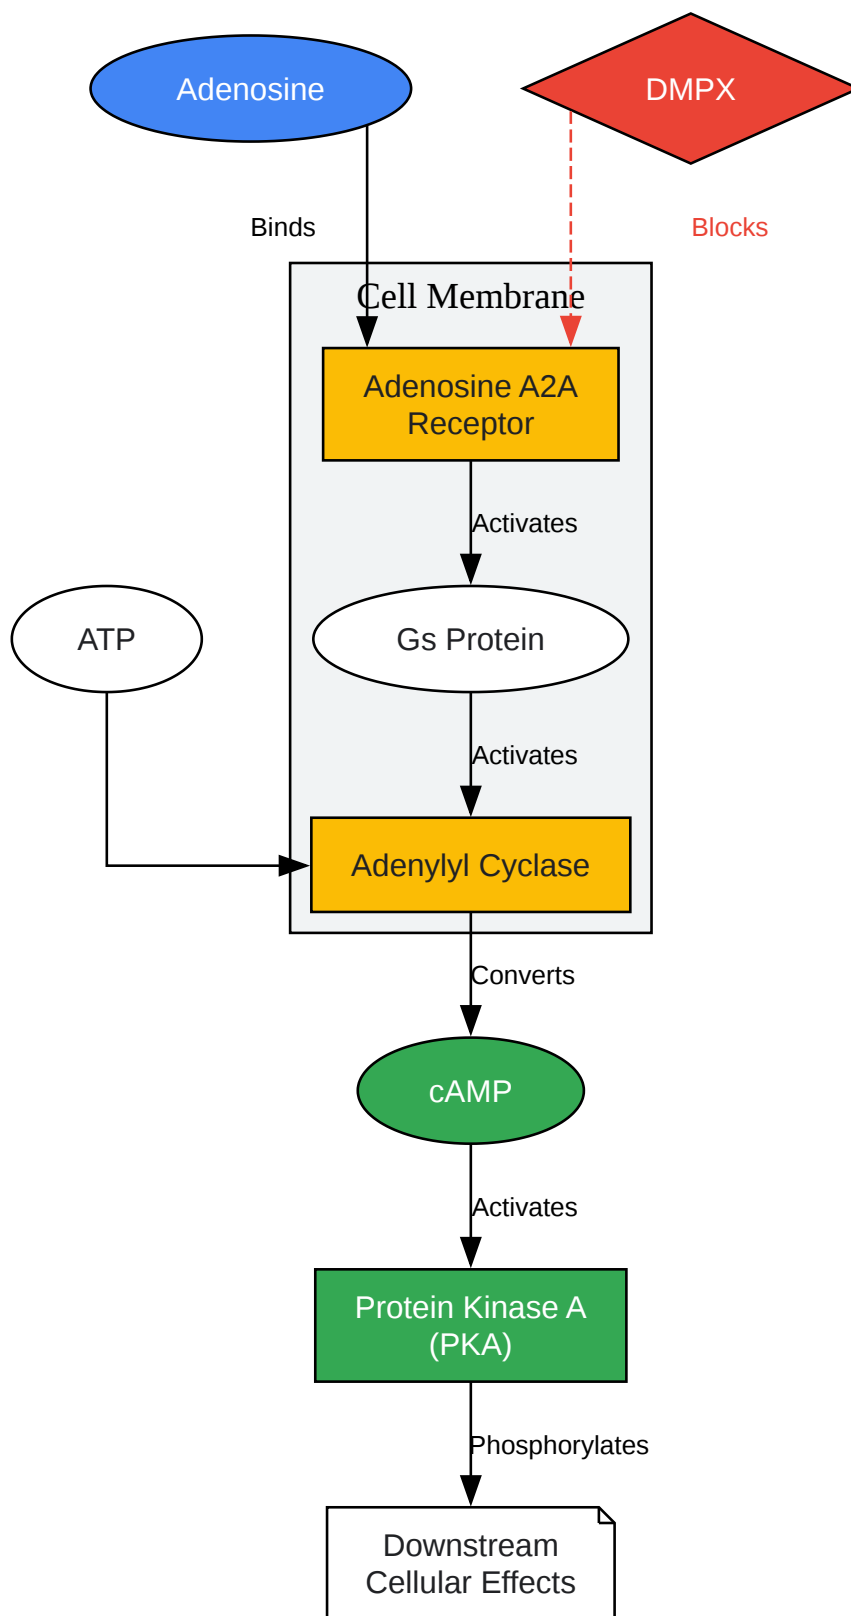 Adenosine
DMPX
Binds
Blocks
Cell Membrane
Adenosine A2A
Receptor
Activates
ATP
Gs Protein
Activates
Adenylyl Cyclase
Converts
cAMP
Activates
Protein Kinase A
(PKA)
Phosphorylates
Downstream
Cellular Effects